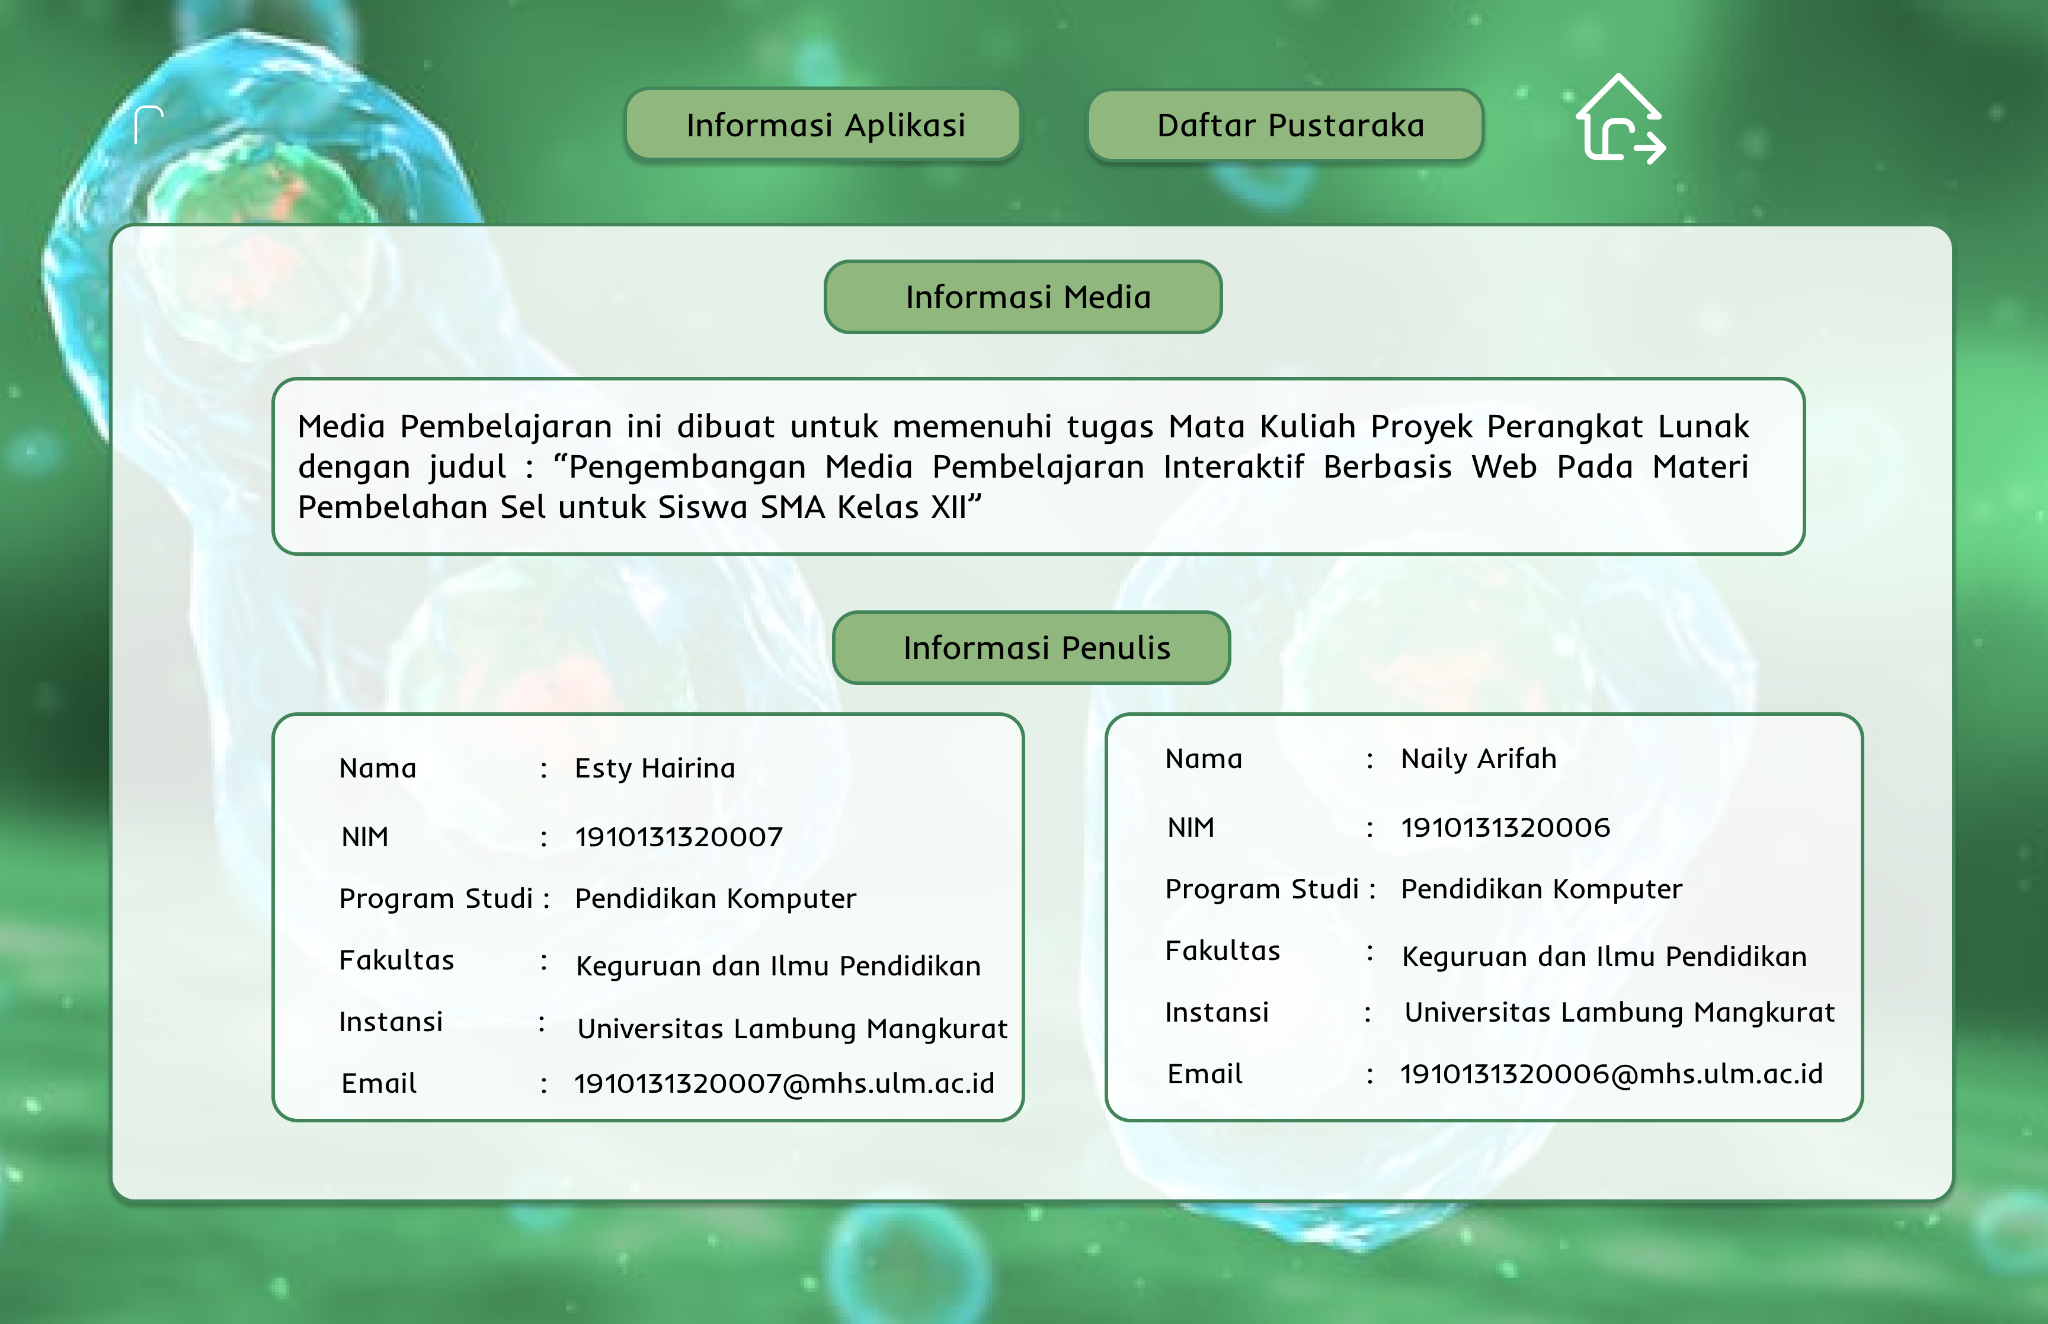 Informasi Aplikasi
Daftar Pustaraka
Informasi Media
Media Pembelajaran ini dibuat untuk memenuhi tugas Mata Kuliah Proyek Perangkat Lunak
dengan judul : “Pengembangan Media Pembelajaran Interaktif Berbasis Web Pada Materi
Pembelahan Sel untuk Siswa SMA Kelas XII”
Informasi Penulis
Nama : Esty Hairina
NIM : 1910131320007
Program Studi : Pendidikan Komputer
Fakultas : Keguruan dan Ilmu Pendidikan
Instansi : Universitas Lambung Mangkurat
Email : 1910131320007@mhs.ulm.ac.id
Nama : Naily Arifah
NIM : 1910131320006
Program Studi : Pendidikan Komputer
Fakultas : Keguruan dan Ilmu Pendidikan
Instansi : Universitas Lambung Mangkurat
Email : 1910131320006@mhs.ulm.ac.id